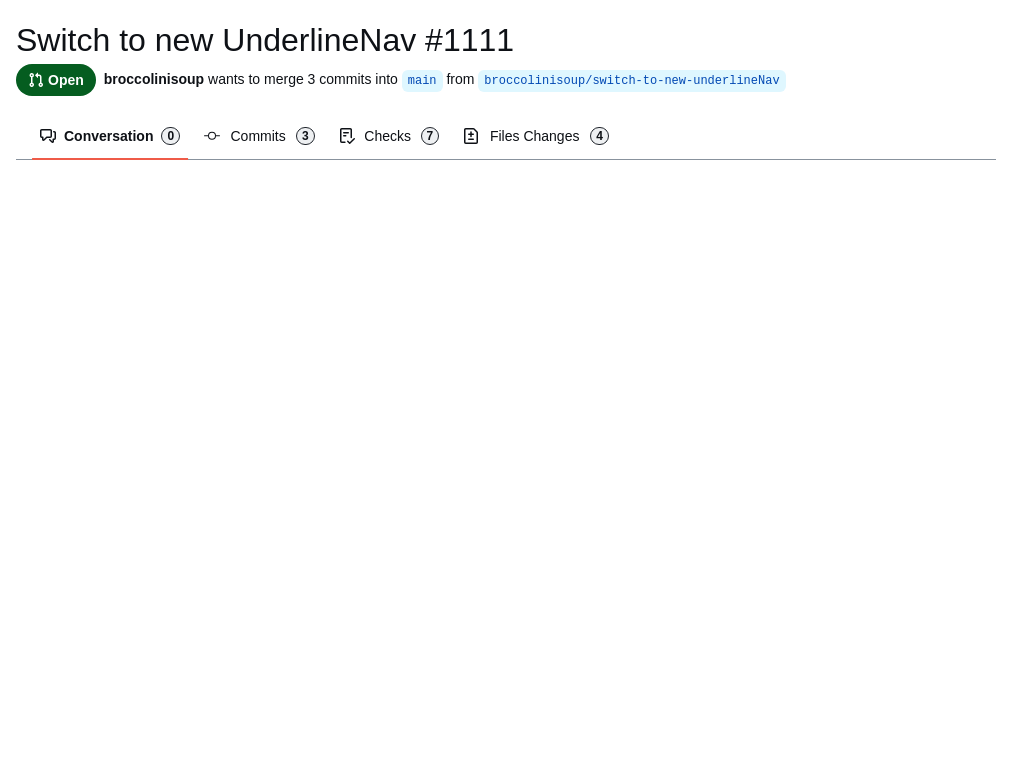 Switch to new UnderlineNav #1111
Open broccolinisoup wants to merge 3 commits into main from broccolinisoup/switch-to-new-underlineNav
Conversation 0 Commits 3 Checks 7 Files Changes 4